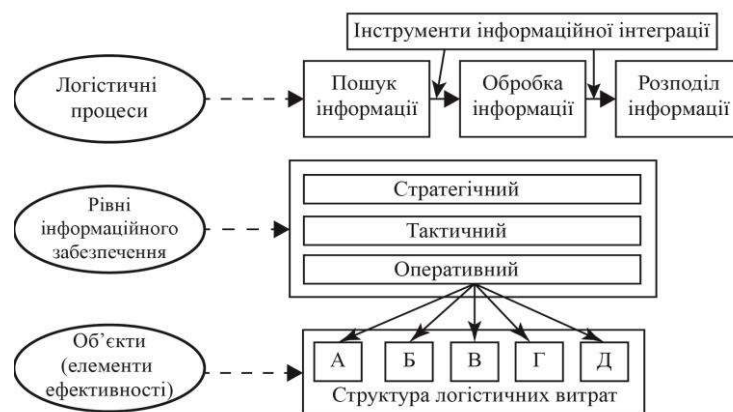 Інструменти інформаційної інтеграції
Логістичні
процеси
Пошук
інформації
Обробка
інформації
Розподіл
інформації
Рівні
інформаційного
забезпечення
Стратегічний
Тактичний
Оперативний
Об’єкти
(елементи
ефективності)
А
Б
В
Г
Д
Структура логістичних витрат